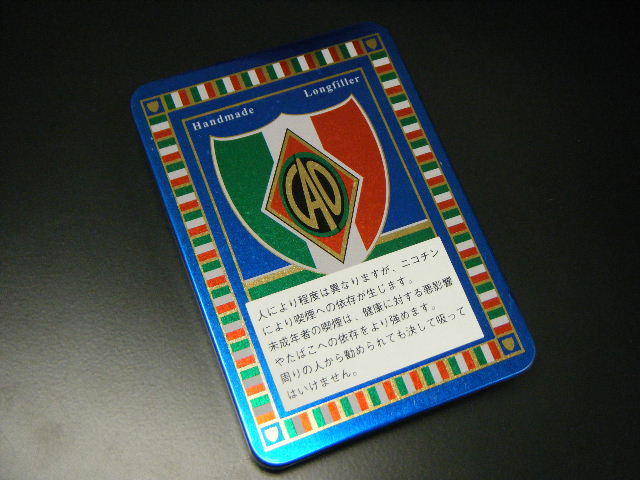 Handmade Longfiller
CAO
人により程度は異なりますが、ニコチン
により喫煙への依存が生じます。
未成年者の喫煙は、健康に対する悪影響
やたばこへの依存をより強めます。
周りの人から勧められても決して吸って
はいけません。